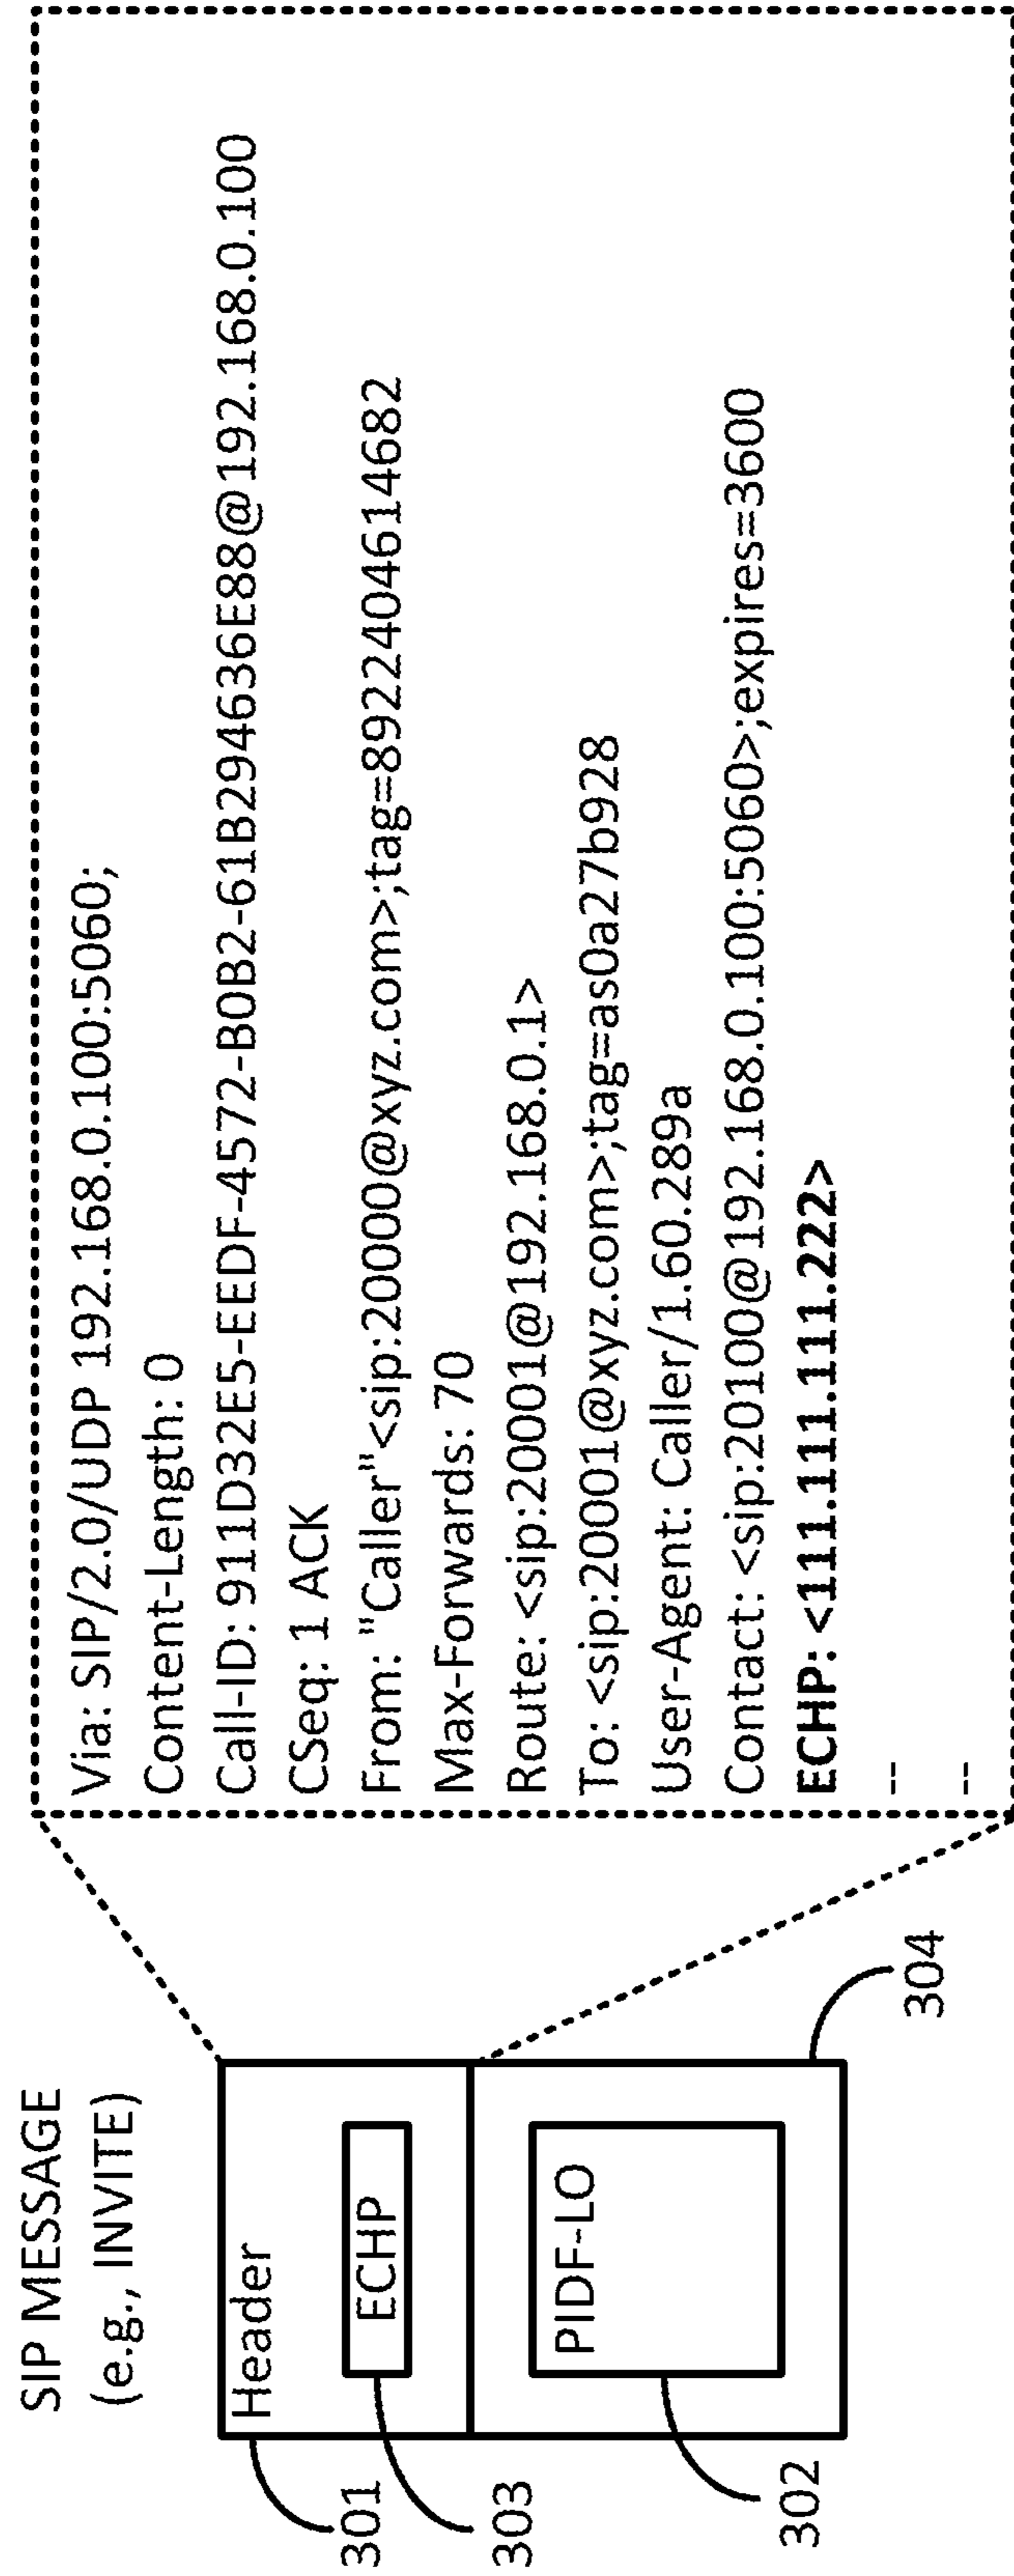 SIP MESSAGE
(e.g., INVITE)
Header
ECHP
PIDF-LO
301
303
302
304
Via: SIP/2.0/UDP 192.168.0.100:5060;
Content-Length: 0
Call-ID: 911D32E5-EEDF-4572-B0B2-61B294636E88@192.168.0.100
CSeq: 1 ACK
From: "Caller"<sip:20000@xyz.com>;tag=8922404614682
Max-Forwards: 70
Route: <sip:20001@192.168.0.1>
To: <sip:20001@xyz.com>;tag=as0a27b928
User-Agent: Caller/1.60.289a
Contact: <sip:20100@192.168.0.100:5060>;expires=3600
ECHP: <111.111.111.222>
--
--